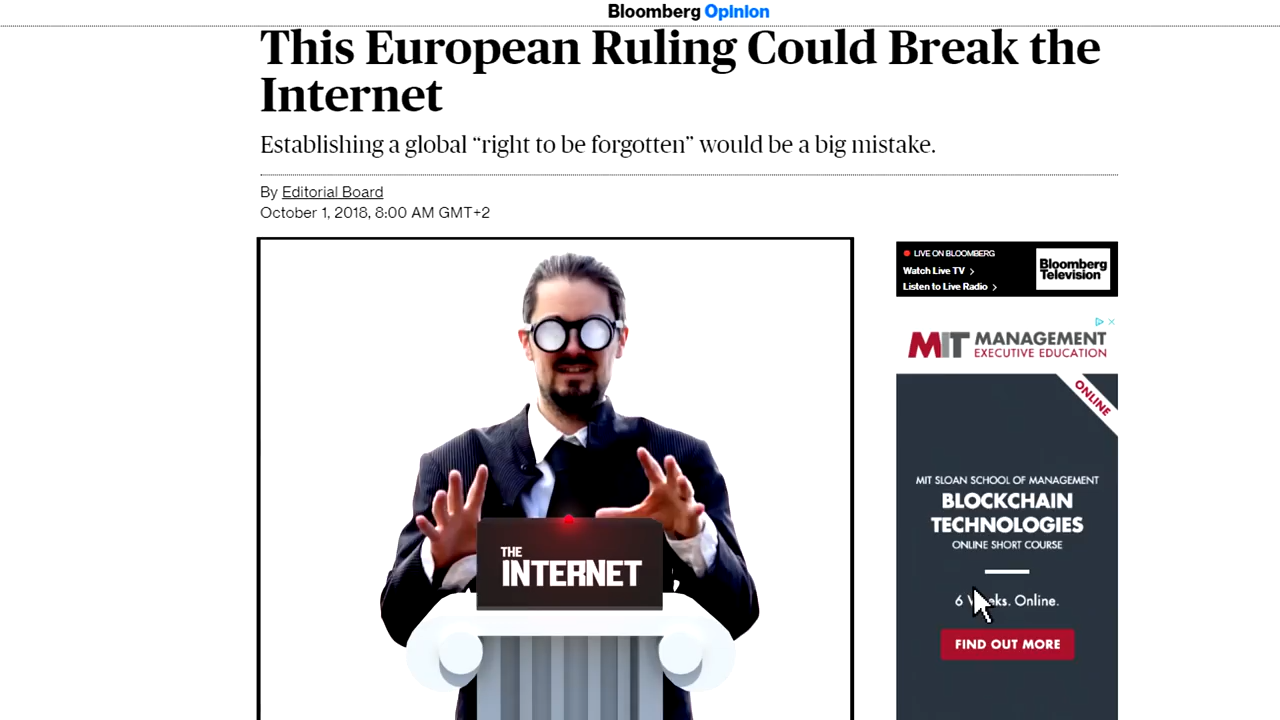 Bloomberg Opinion
This European Ruling Could Break the
Internet
Establishing a global “right to be forgotten” would be a big mistake.
By Editorial Board
October 1, 2018, 8:00 AM GMT+2
LIVE ON BLOOMBERG
Watch Live TV
Listen to Live Radio
Bloomberg
Television
MIT MANAGEMENT
EXECUTIVE EDUCATION
ONLINE
MIT SLOAN SCHOOL OF MANAGEMENT
BLOCKCHAIN
TECHNOLOGIES
ONLINE SHORT COURSE
6 Weeks. Online.
FIND OUT MORE
THE
INTERNET